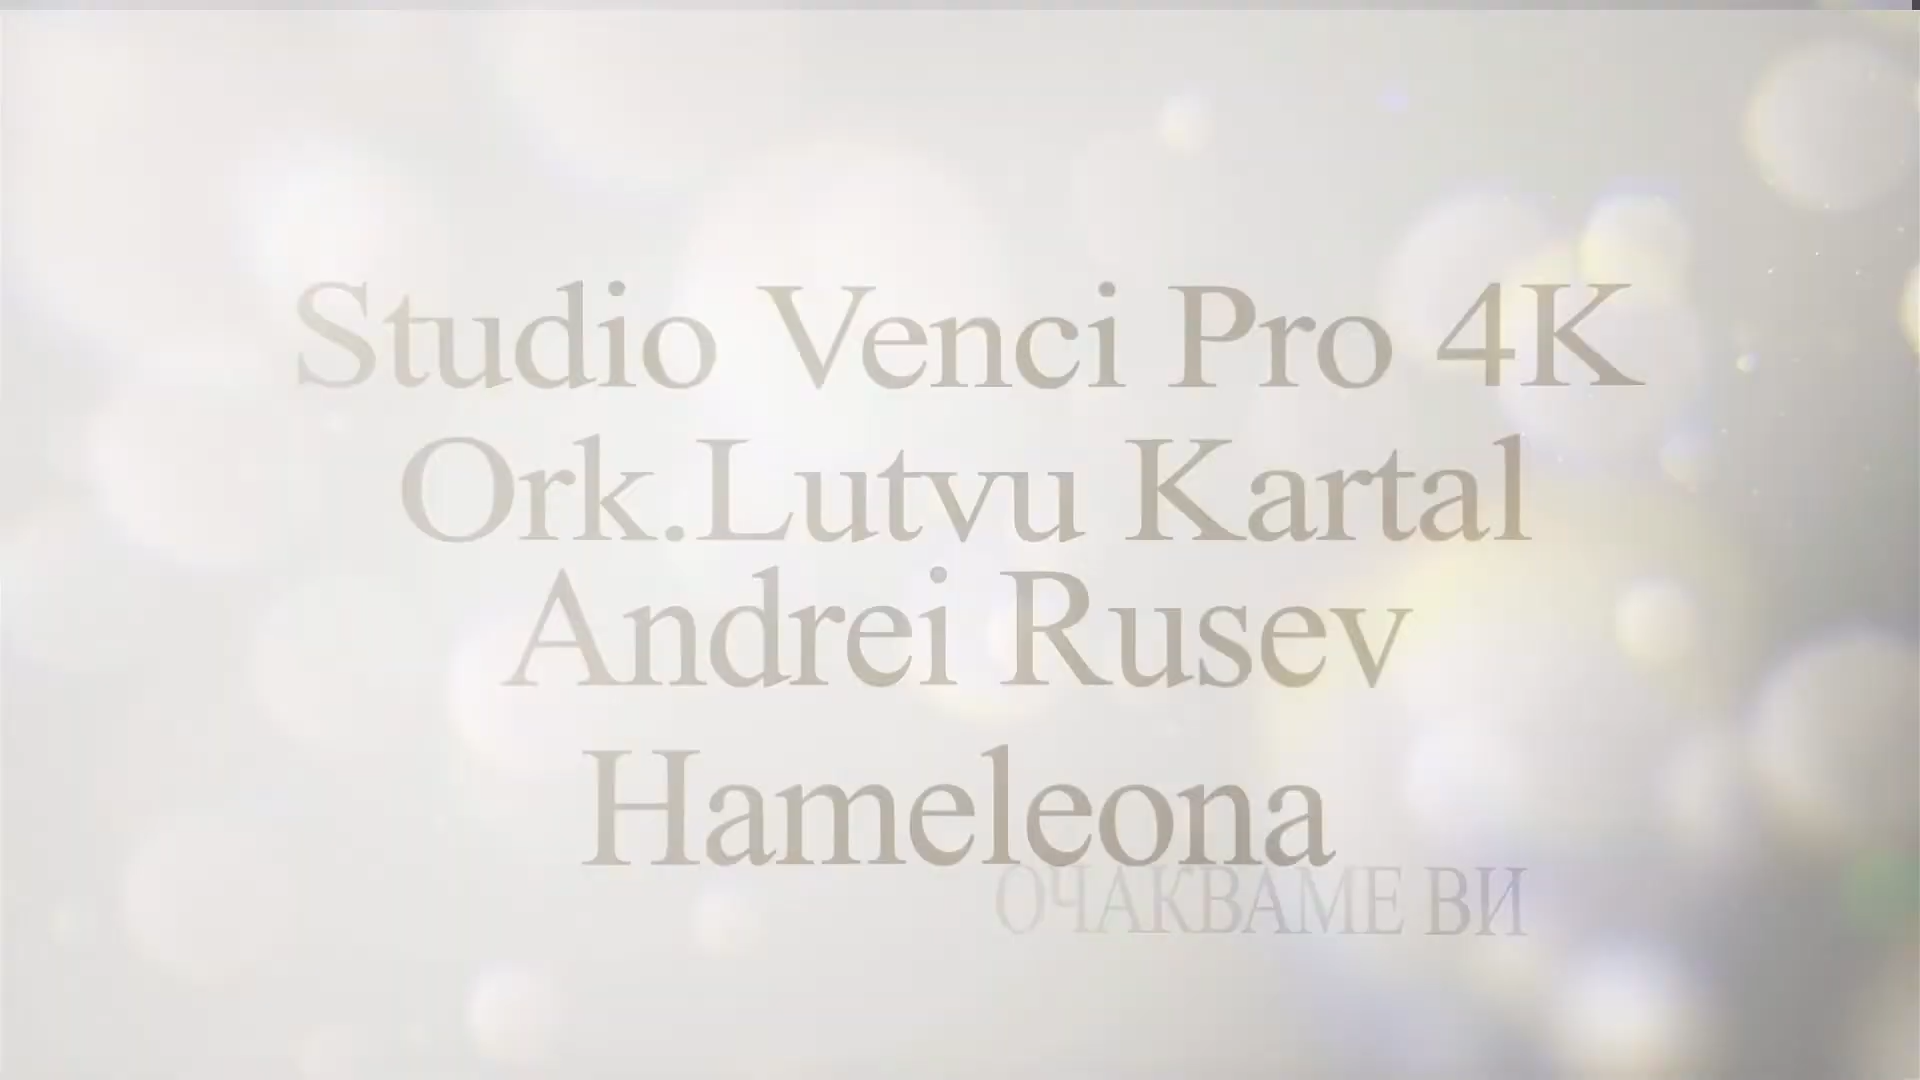 Studio Venci Pro 4K
Ork.Lutvu Kartal
Andrei Rusev
Hameleona
ОЧАКВАМЕ ВИ